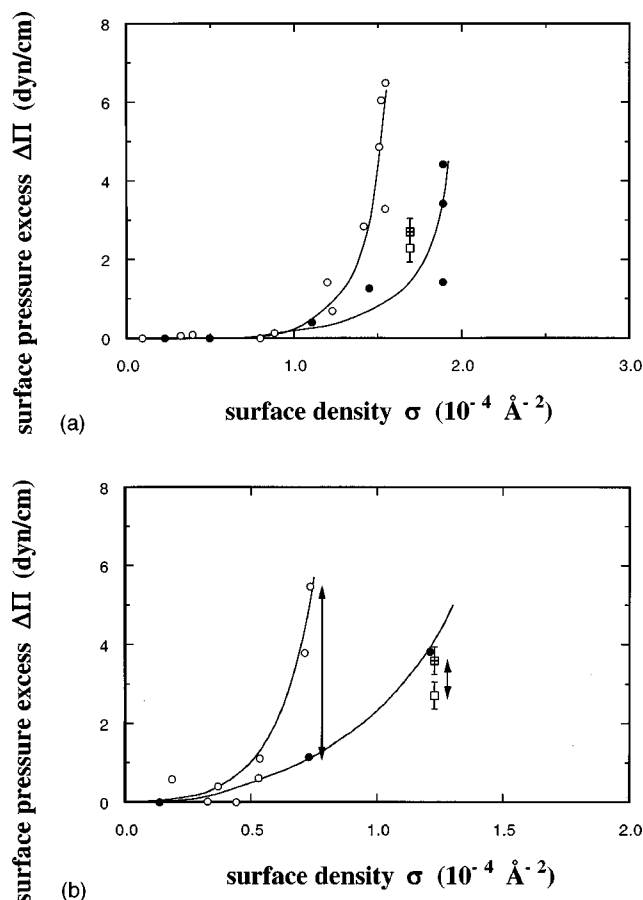 8
6
4
2
0
0.0 1.0 2.0 3.0
surface pressure excess ΔΠ (dyn/cm)
surface density σ (10⁻⁴ Å⁻²)
(a)
8
6
4
2
0
0.0 0.5 1.0 1.5 2.0
surface pressure excess ΔΠ (dyn/cm)
surface density σ (10⁻⁴ Å⁻²)
(b)